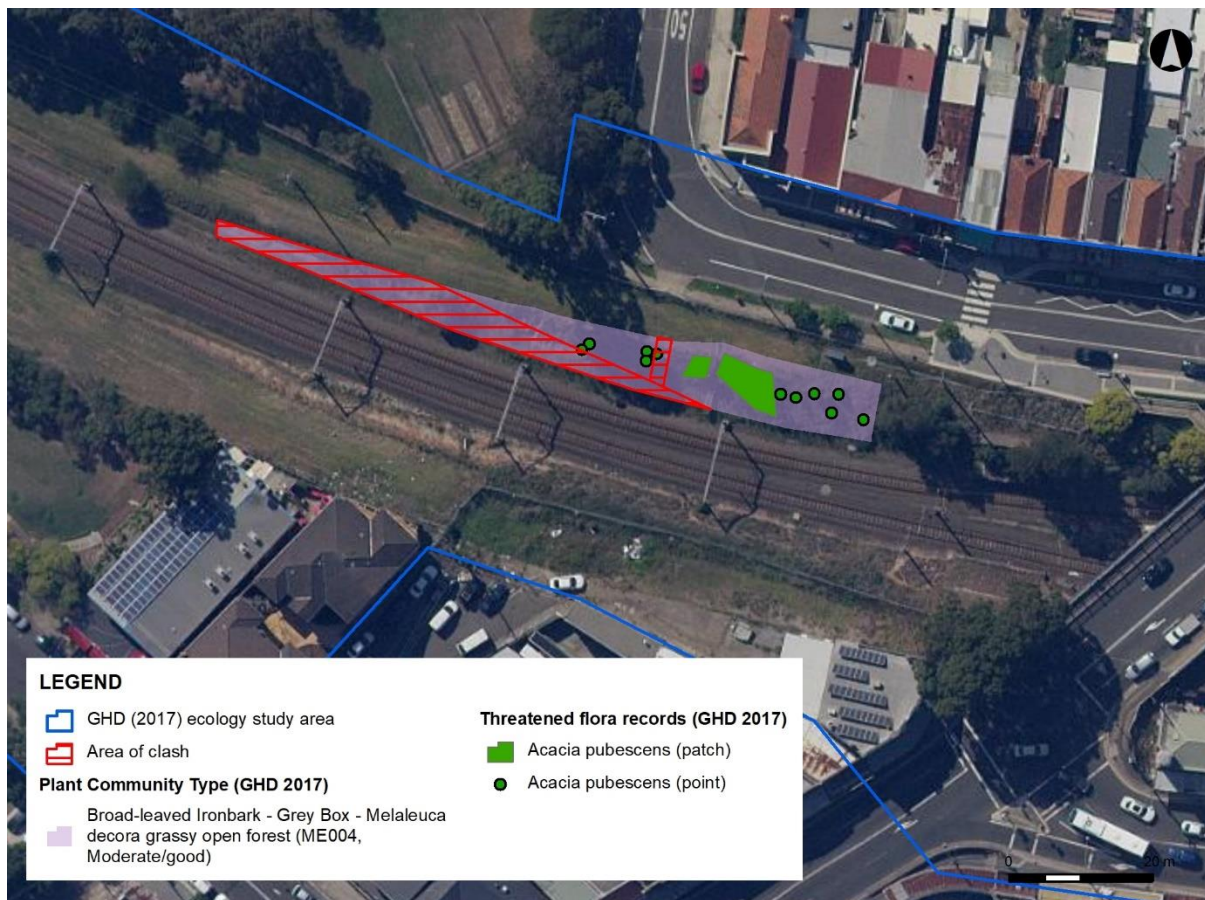 50
LEGEND
GHD (2017) ecology study area
Area of clash
Plant Community Type (GHD 2017)
Broad-leaved Ironbark - Grey Box - Melaleuca
decora grassy open forest (ME004,
Moderate/good)
Threatened flora records (GHD 2017)
Acacia pubescens (patch)
Acacia pubescens (point)
0
20 m